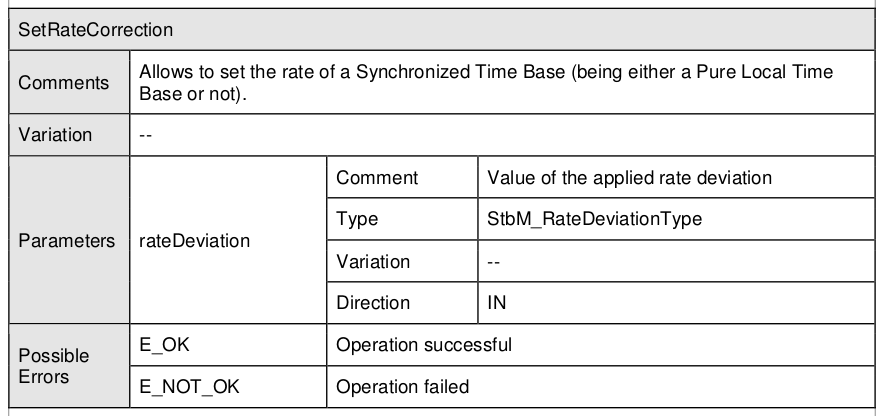 SetRateCorrection
Comments
Allows to set the rate of a Synchronized Time Base (being either a Pure Local Time
Base or not).
Variation
--
Parameters
rateDeviation
Comment
Value of the applied rate deviation
Type
StbM_RateDeviationType
Variation
--
Direction
IN
Possible
Errors
E_OK
Operation successful
E_NOT_OK
Operation failed